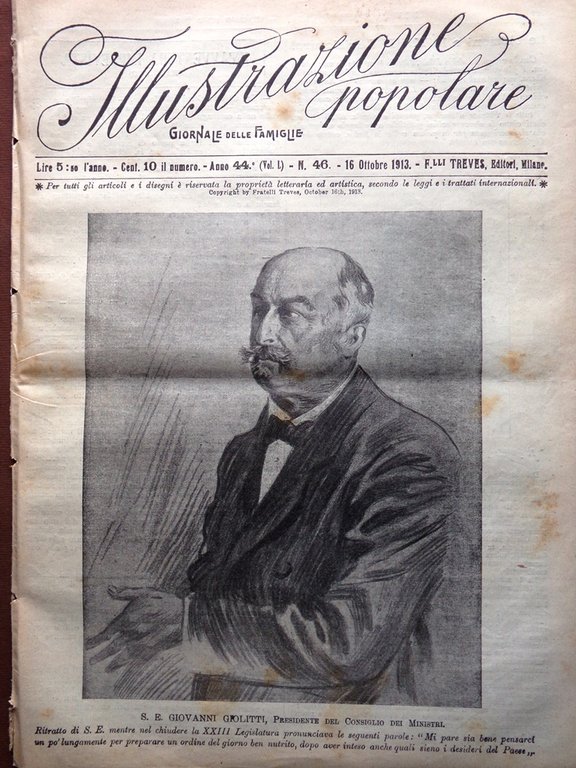 Illustrazione
popolare
GIORNALE DELLE FAMIGLIE
Lire 5:50 l'anno. - Cent. 10 il numero. - Anno 44.° (Vol. L) - N. 46. - 16 Ottobre 1913. - F.LLI TREVES, Editori, Milano.
* Per tutti gli articoli e i disegni è riservata la proprietà letteraria ed artistica, secondo le leggi e i trattati internazionali. *
Copyright by Fratelli Treves, October 16th, 1913.
S. E. GIOVANNI GIOLITTI, PRESIDENTE DEL CONSIGLIO DEI MINISTRI.
Ritratto di S. E. mentre nel chiudere la XXIII Legislatura pronunciava le seguenti parole: "Mi pare sia bene pensarci
un po' lungamente per preparare un ordine del giorno ben nutrito, dopo aver inteso anche quali sieno i desideri del Paese„